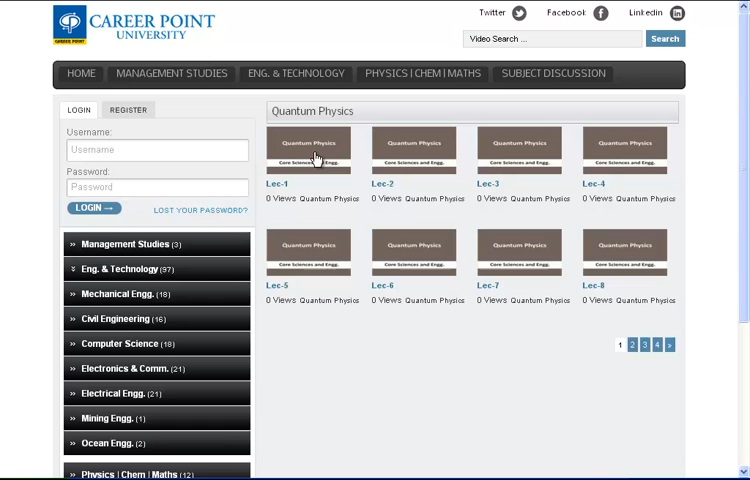 CAREER POINT
UNIVERSITY
Twitter Facebook Linkedin
Video Search ... Search
HOME MANAGEMENT STUDIES ENG. & TECHNOLOGY PHYSICS | CHEM | MATHS SUBJECT DISCUSSION
LOGIN REGISTER
Username:
Username
Password:
Password
LOGIN → LOST YOUR PASSWORD?
» Management Studies (3)
» Eng. & Technology (97)
» Mechanical Engg. (18)
» Civil Engineering (16)
» Computer Science (19)
» Electronics & Comm. (21)
» Electrical Engg. (21)
» Mining Engg. (1)
» Ocean Engg. (2)
» Physics | Chem | Maths (12)
Quantum Physics
Quantum Physics Quantum Physics Quantum Physics Quantum Physics
Core Sciences and Engg. Core Sciences and Engg. Core Sciences and Engg. Core Sciences and Engg.
Lec-1 Lec-2 Lec-3 Lec-4
0 Views Quantum Physics 0 Views Quantum Physics 0 Views Quantum Physics 0 Views Quantum Physics
Quantum Physics Quantum Physics Quantum Physics Quantum Physics
Core Sciences and Engg. Core Sciences and Engg. Core Sciences and Engg. Core Sciences and Engg.
Lec-5 Lec-6 Lec-7 Lec-8
0 Views Quantum Physics 0 Views Quantum Physics 0 Views Quantum Physics 0 Views Quantum Physics
1 2 3 4 »